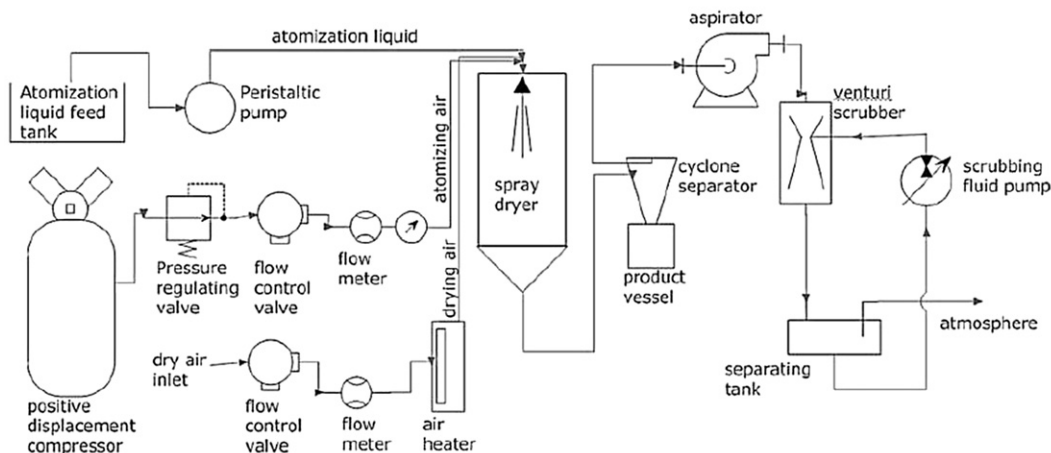 atomization liquid
Atomization
liquid feed
tank
Peristaltic
pump
aspirator
venturi
scrubber
scrubbing
fluid pump
atomizing air
spray
dryer
cyclone
separator
product
vessel
Pressure
regulating
valve
flow
control
valve
flow
meter
drying air
atmosphere
separating
tank
dry air
inlet
positive
displacement
compressor
flow
control
valve
flow
meter
air
heater